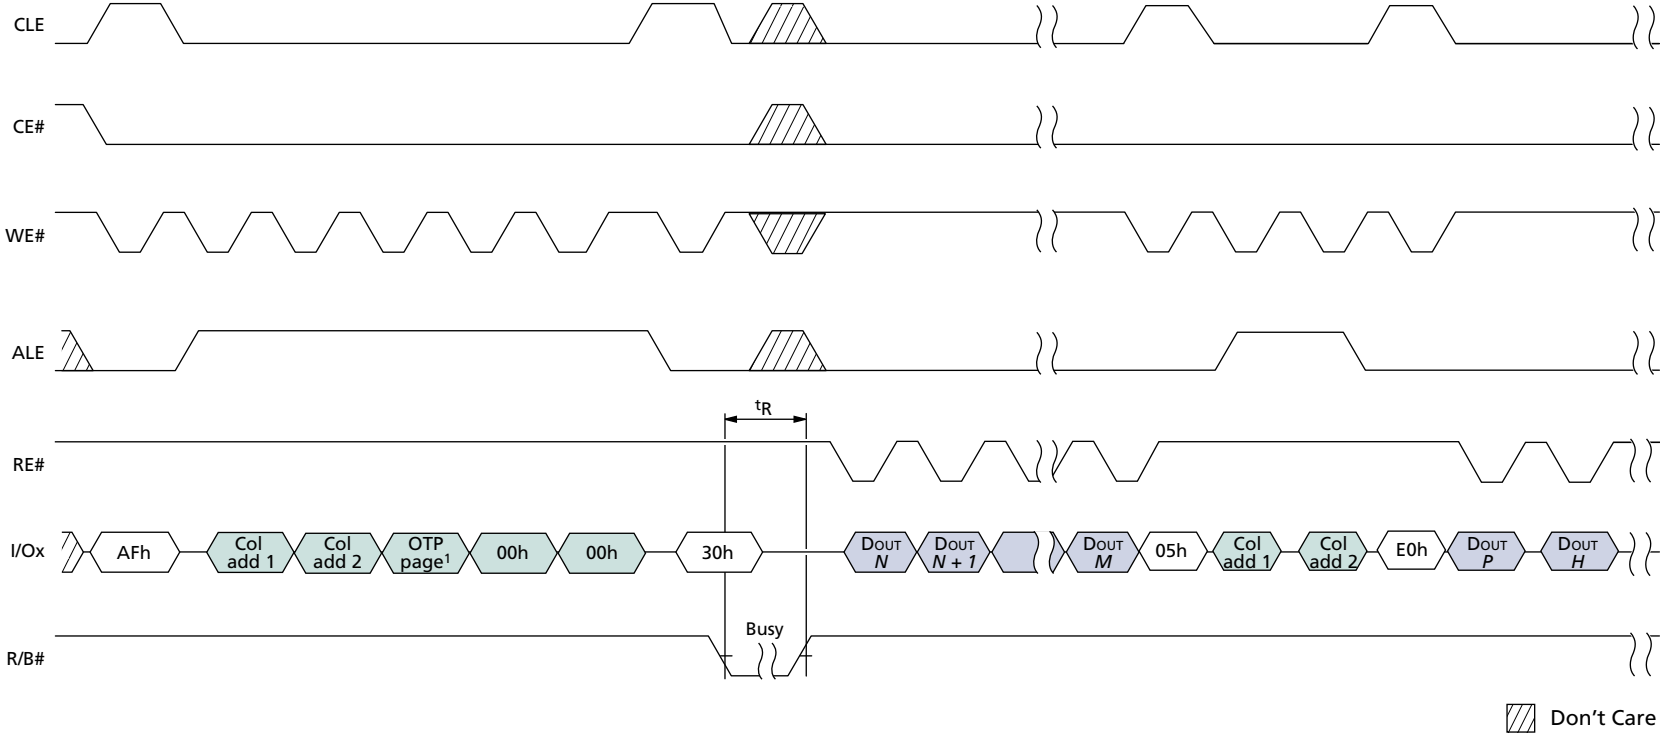 CLE
CE#
WE#
ALE
tR
RE#
I/Ox
AFh
Col
add 1
Col
add 2
OTP
page1
00h
00h
30h
DOUT
N
DOUT
N + 1
DOUT
M
05h
Col
add 1
Col
add 2
E0h
DOUT
P
DOUT
H
Busy
R/B#
Don't Care